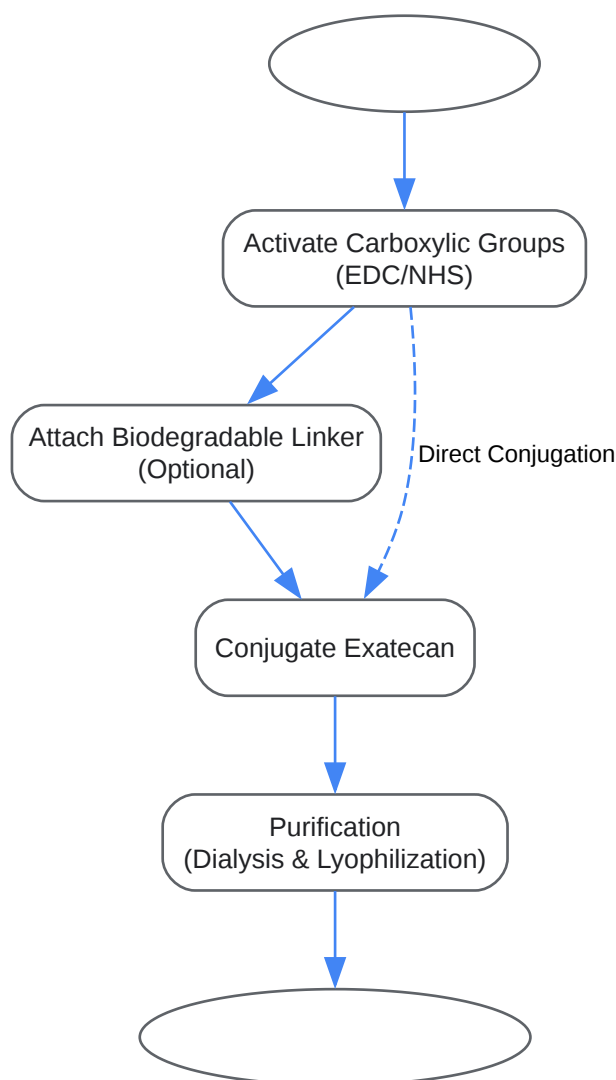 Activate Carboxylic Groups
(EDC/NHS)
Attach Biodegradable Linker
(Optional)
Direct Conjugation
Conjugate Exatecan
Purification
(Dialysis & Lyophilization)